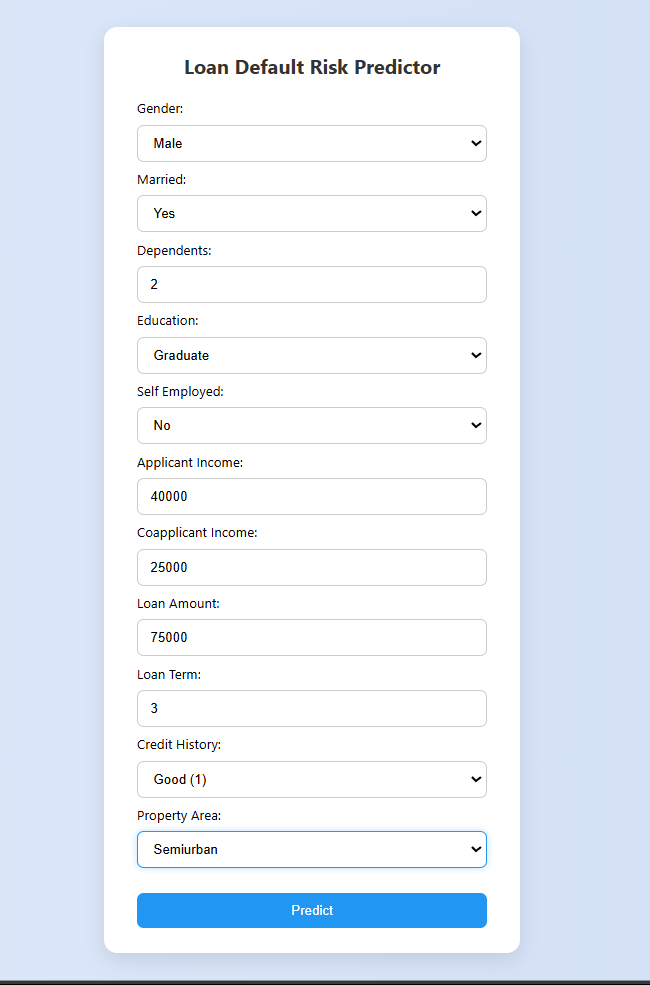 Loan Default Risk Predictor
Gender:
Male
Married:
Yes
Dependents:
2
Education:
Graduate
Self Employed:
No
Applicant Income:
40000
Coapplicant Income:
25000
Loan Amount:
75000
Loan Term:
3
Credit History:
Good (1)
Property Area:
Semiurban
Predict